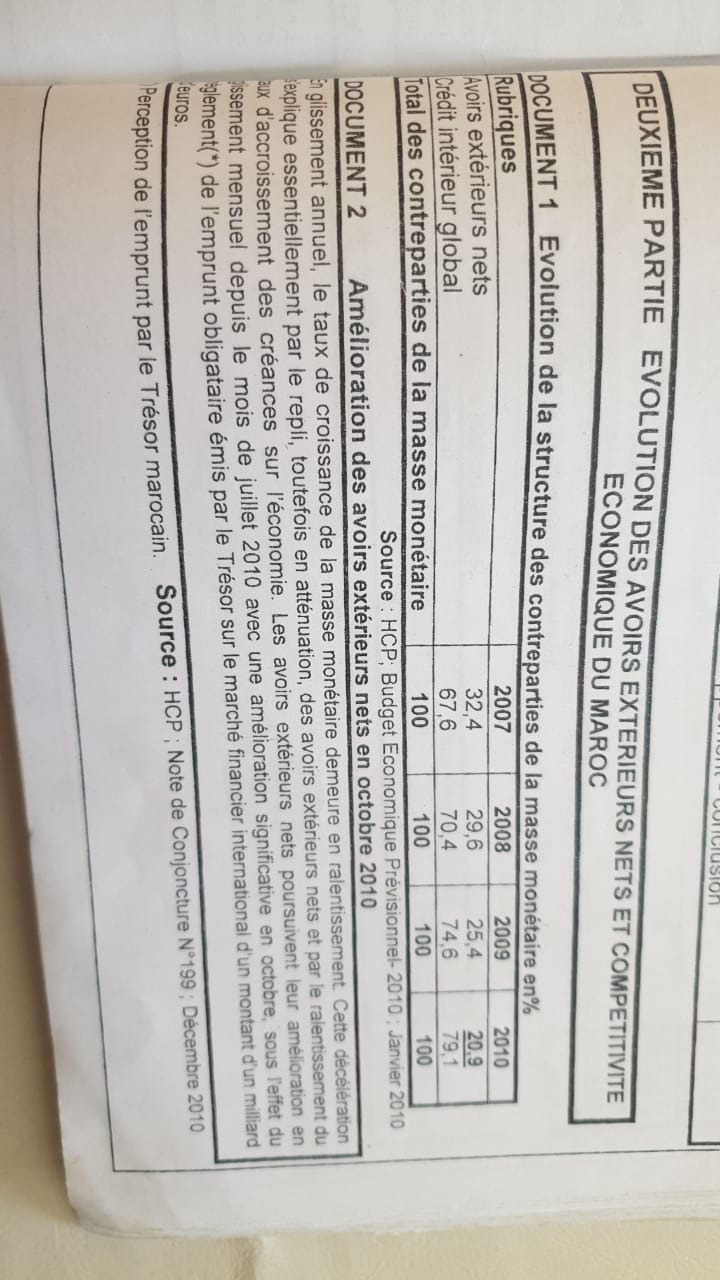 onclusion
DEUXIEME PARTIE EVOLUTION DES AVOIRS EXTERIEURS NETS ET COMPETITIVITE
ECONOMIQUE DU MAROC
DOCUMENT 1 Evolution de la structure des contreparties de la masse monétaire en%
Rubriques 2007 2008 2009 2010
Avoirs extérieurs nets 32,4 29,6 25,4 20,9
Crédit intérieur global 67,6 70,4 74,6 79,1
Total des contreparties de la masse monétaire 100 100 100 100
Source : HCP; Budget Economique Prévisionnel- 2010 ; Janvier 2010
DOCUMENT 2 Amélioration des avoirs extérieurs nets en octobre 2010
En glissement annuel, le taux de croissance de la masse monétaire demeure en ralentissement. Cette décélération
s'explique essentiellement par le repli, toutefois en atténuation, des avoirs extérieurs nets et par le ralentissement du
aux d'accroissement des créances sur l'économie. Les avoirs extérieurs nets poursuivent leur amélioration en
lissement mensuel depuis le mois de juillet 2010 avec une amélioration significative en octobre, sous l'effet du
églement(*) de l'emprunt obligataire émis par le Trésor sur le marché financier international d'un montant d'un milliard
'euros.
Source : HCP ; Note de Conjoncture N°199 ; Décembre 2010
Perception de l'emprunt par le Trésor marocain.